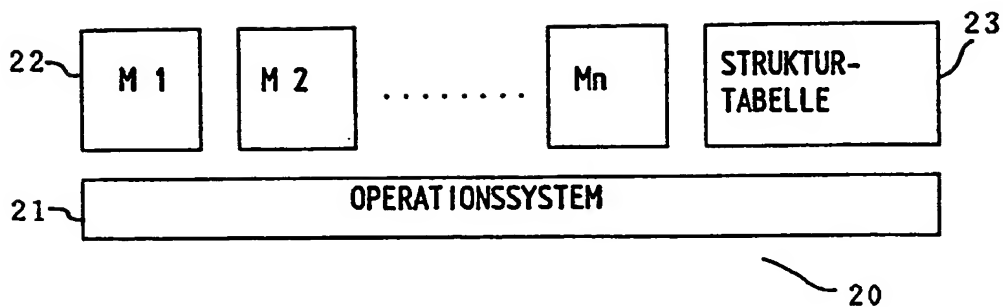 23
22 M 1 M 2 ........ Mn STRUKTUR-
TABELLE
21 OPERATIONSSYSTEM
20